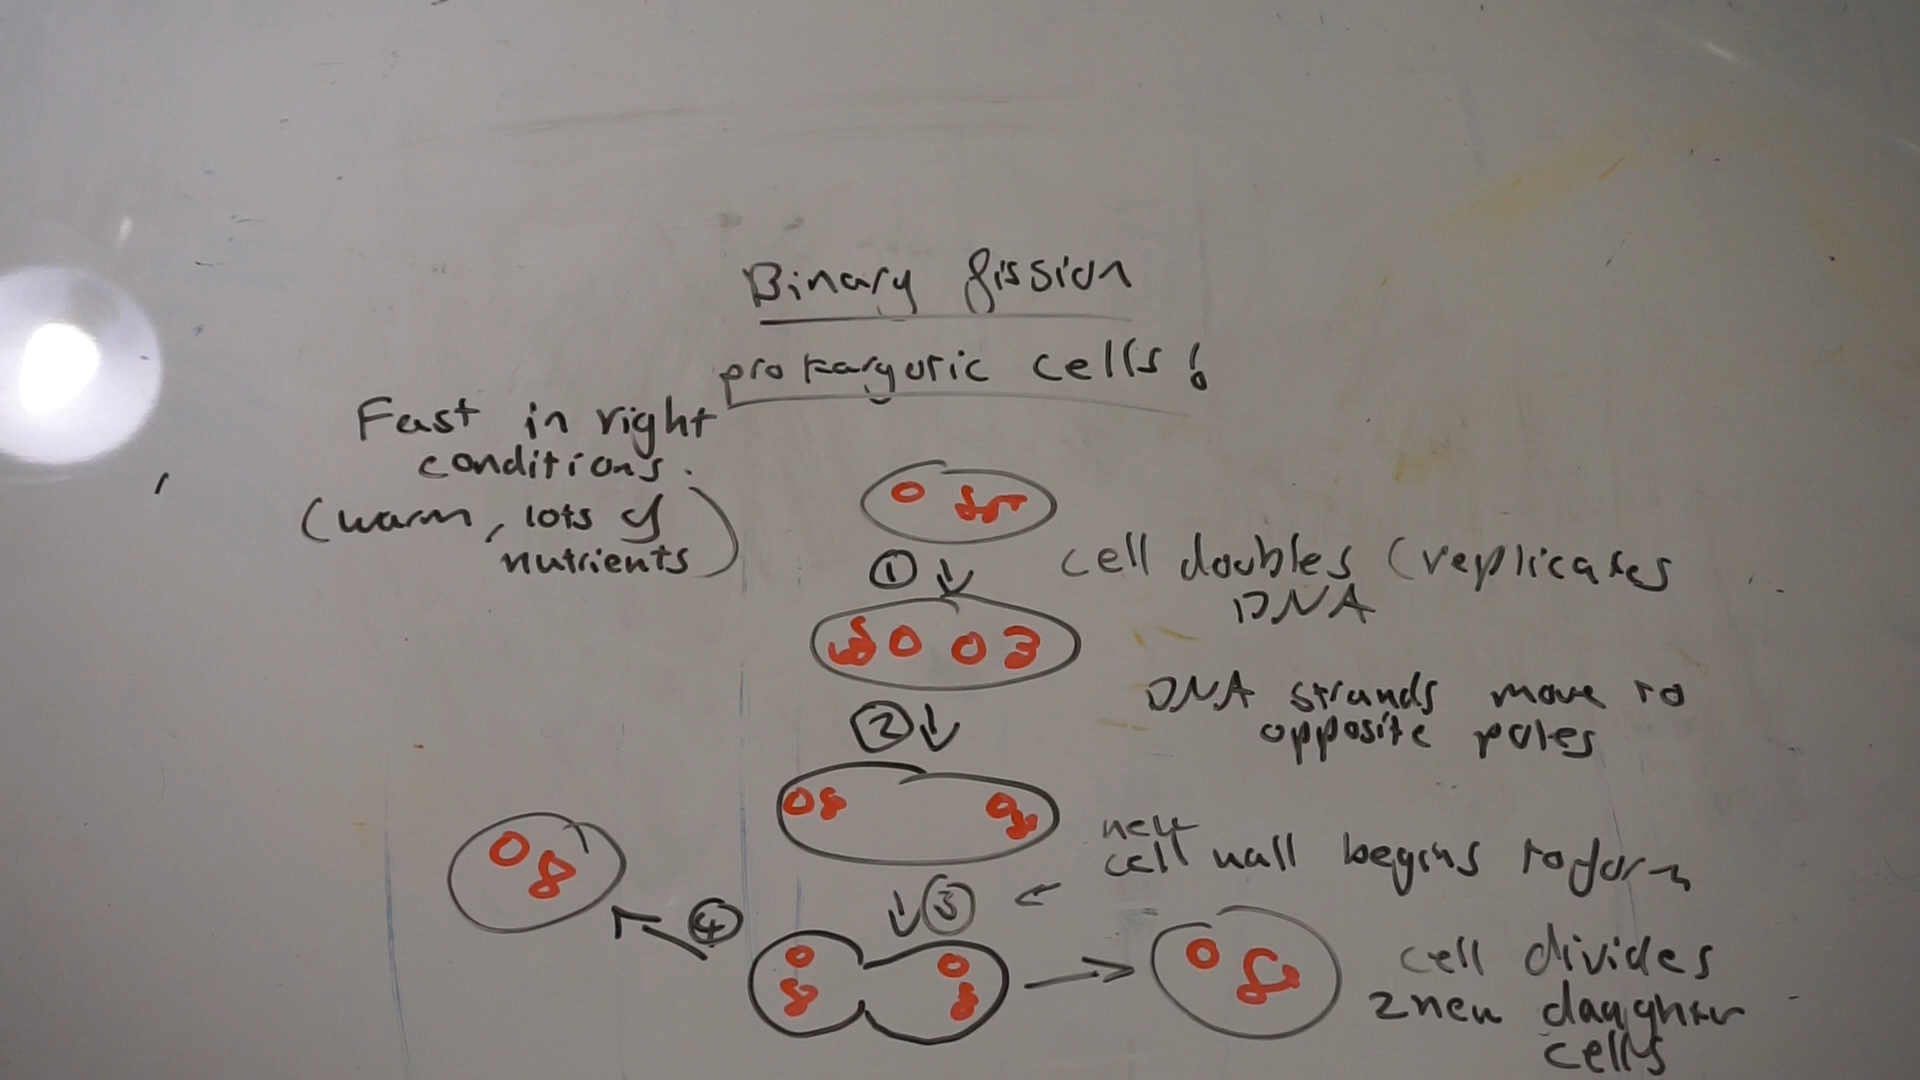 Binary fission
prokaryotic cells!
Fast in right
conditions.
(warm, lots of
nutrients)
①
cell doubles (replicates
DNA
②
DNA strands move to
opposite poles
③
new
cell wall begins to form
④
cell divides
2 new daughter
cells